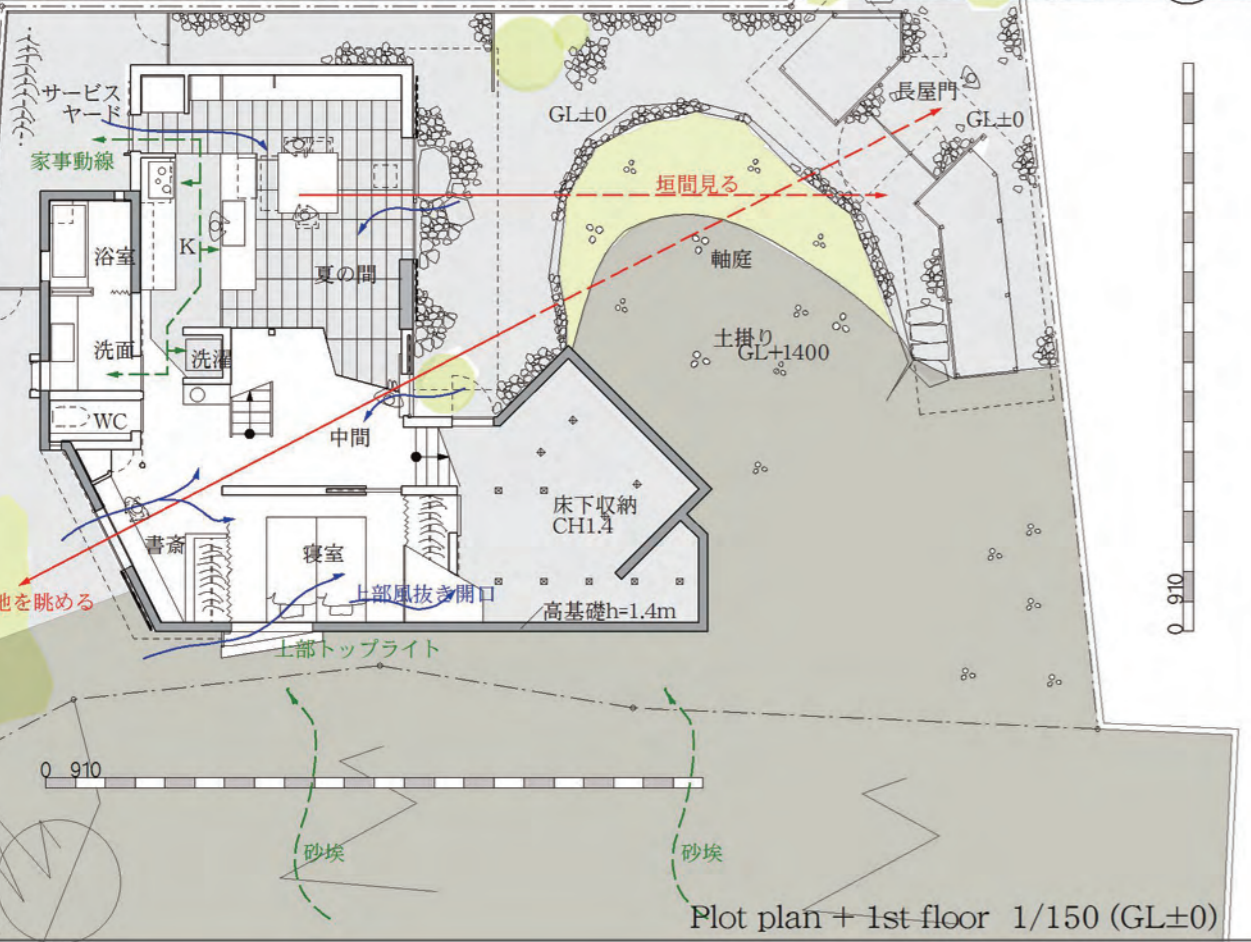 サービス
ヤード
長屋門
GL±0
GL±0
家事動線
垣間見る
浴室
K
夏の間
軸庭
洗面
洗濯
土掛り
GL+1400
WC
中間
床下収納
CH1.4
書斎
寝室
上部風抜き開口
地を眺める
高基礎h=1.4m
0 910
上部トップライト
0 910
砂埃
砂埃
Plot plan + 1st floor 1/150 (GL±0)